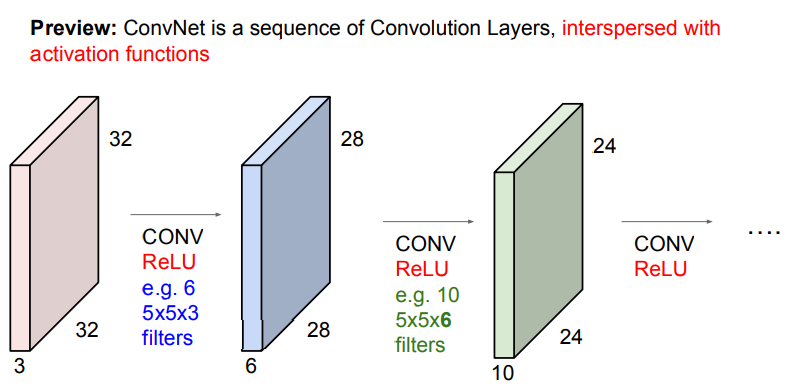 Preview: ConvNet is a sequence of Convolution Layers, interspersed with
activation functions
32
32
3
CONV
ReLU
e.g. 6
5x5x3
filters
28
28
6
CONV
ReLU
e.g. 10
5x5x6
filters
24
24
10
CONV
ReLU
....